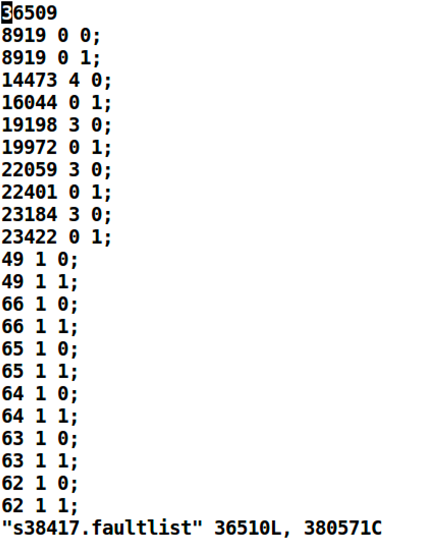 36509
8919 0 0;
8919 0 1;
14473 4 0;
16044 0 1;
19198 3 0;
19972 0 1;
22059 3 0;
22401 0 1;
23184 3 0;
23422 0 1;
49 1 0;
49 1 1;
66 1 0;
66 1 1;
65 1 0;
65 1 1;
64 1 0;
64 1 1;
63 1 0;
63 1 1;
62 1 0;
62 1 1;
"s38417.faultlist" 36510L, 380571C